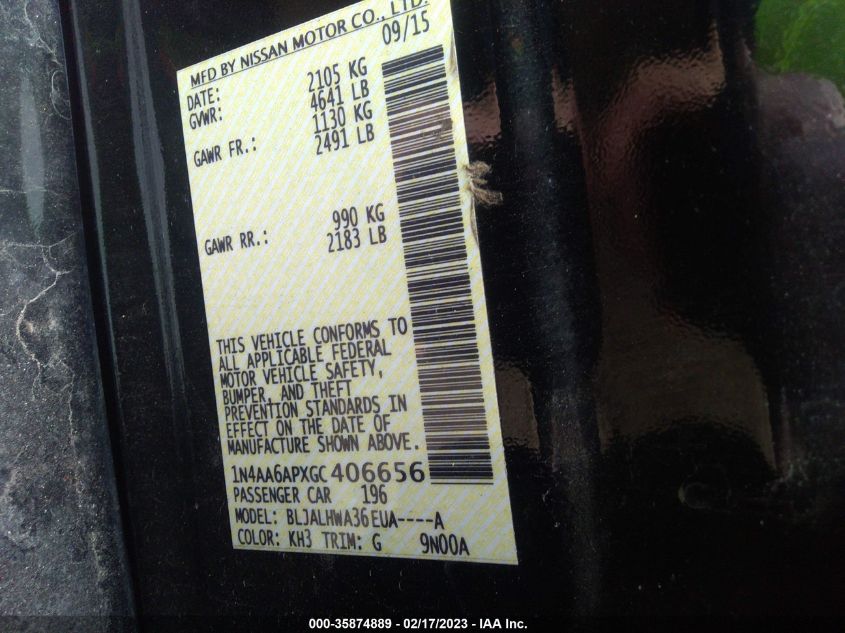 MFD BY NISSAN MOTOR CO., LTD.
DATE: 09/15
GVWR: 2105 KG
4641 LB
GAWR FR.: 1130 KG
2491 LB
GAWR RR.: 990 KG
2183 LB
THIS VEHICLE CONFORMS TO
ALL APPLICABLE FEDERAL
MOTOR VEHICLE SAFETY,
BUMPER, AND THEFT
PREVENTION STANDARDS IN
EFFECT ON THE DATE OF
MANUFACTURE SHOWN ABOVE.
1N4AA6APXGC406656
PASSENGER CAR 196
MODEL: BLJALHWA36EUA----A
COLOR: KH3 TRIM: G 9N00A
000-35874889 - 02/17/2023 - IAA Inc.